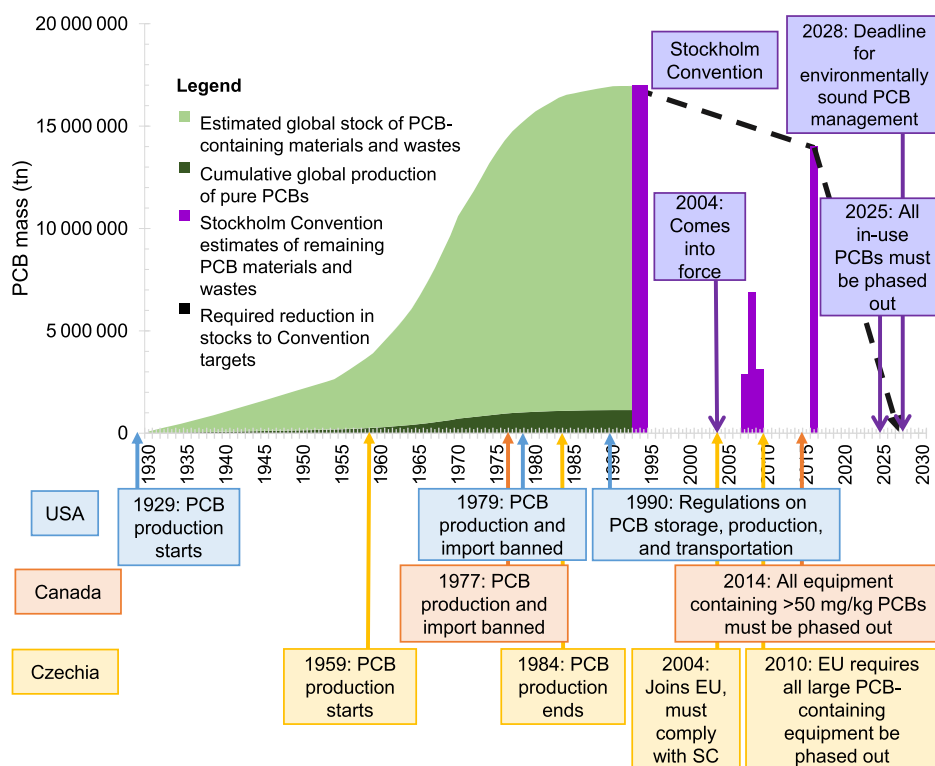 20 000 000
15 000 000
10 000 000
5 000 000
0
PCB mass (tn)
Legend
Estimated global stock of PCB-
containing materials and wastes
Cumulative global production
of pure PCBs
Stockholm Convention
estimates of remaining
PCB materials and
wastes
Required reduction in
stocks to Convention
targets
Stockholm
Convention
2028: Deadline
for
environmentally
sound PCB
management
2004:
Comes
into
force
2025: All
in-use
PCBs must
be phased
out
1930
1935
1940
1945
1950
1955
1960
1965
1970
1975
1980
1985
1990
1995
2000
2005
2010
2015
2020
2025
2030
USA
1929: PCB
production
starts
1979: PCB
production and
import banned
1990: Regulations on
PCB storage, production,
and transportation
Canada
1977: PCB
production and
import banned
2014: All equipment
containing >50 mg/kg PCBs
must be phased out
Czechia
1959: PCB
production
starts
1984: PCB
production
ends
2004:
Joins EU,
must
comply
with SC
2010: EU requires
all large PCB-
containing
equipment be
phased out